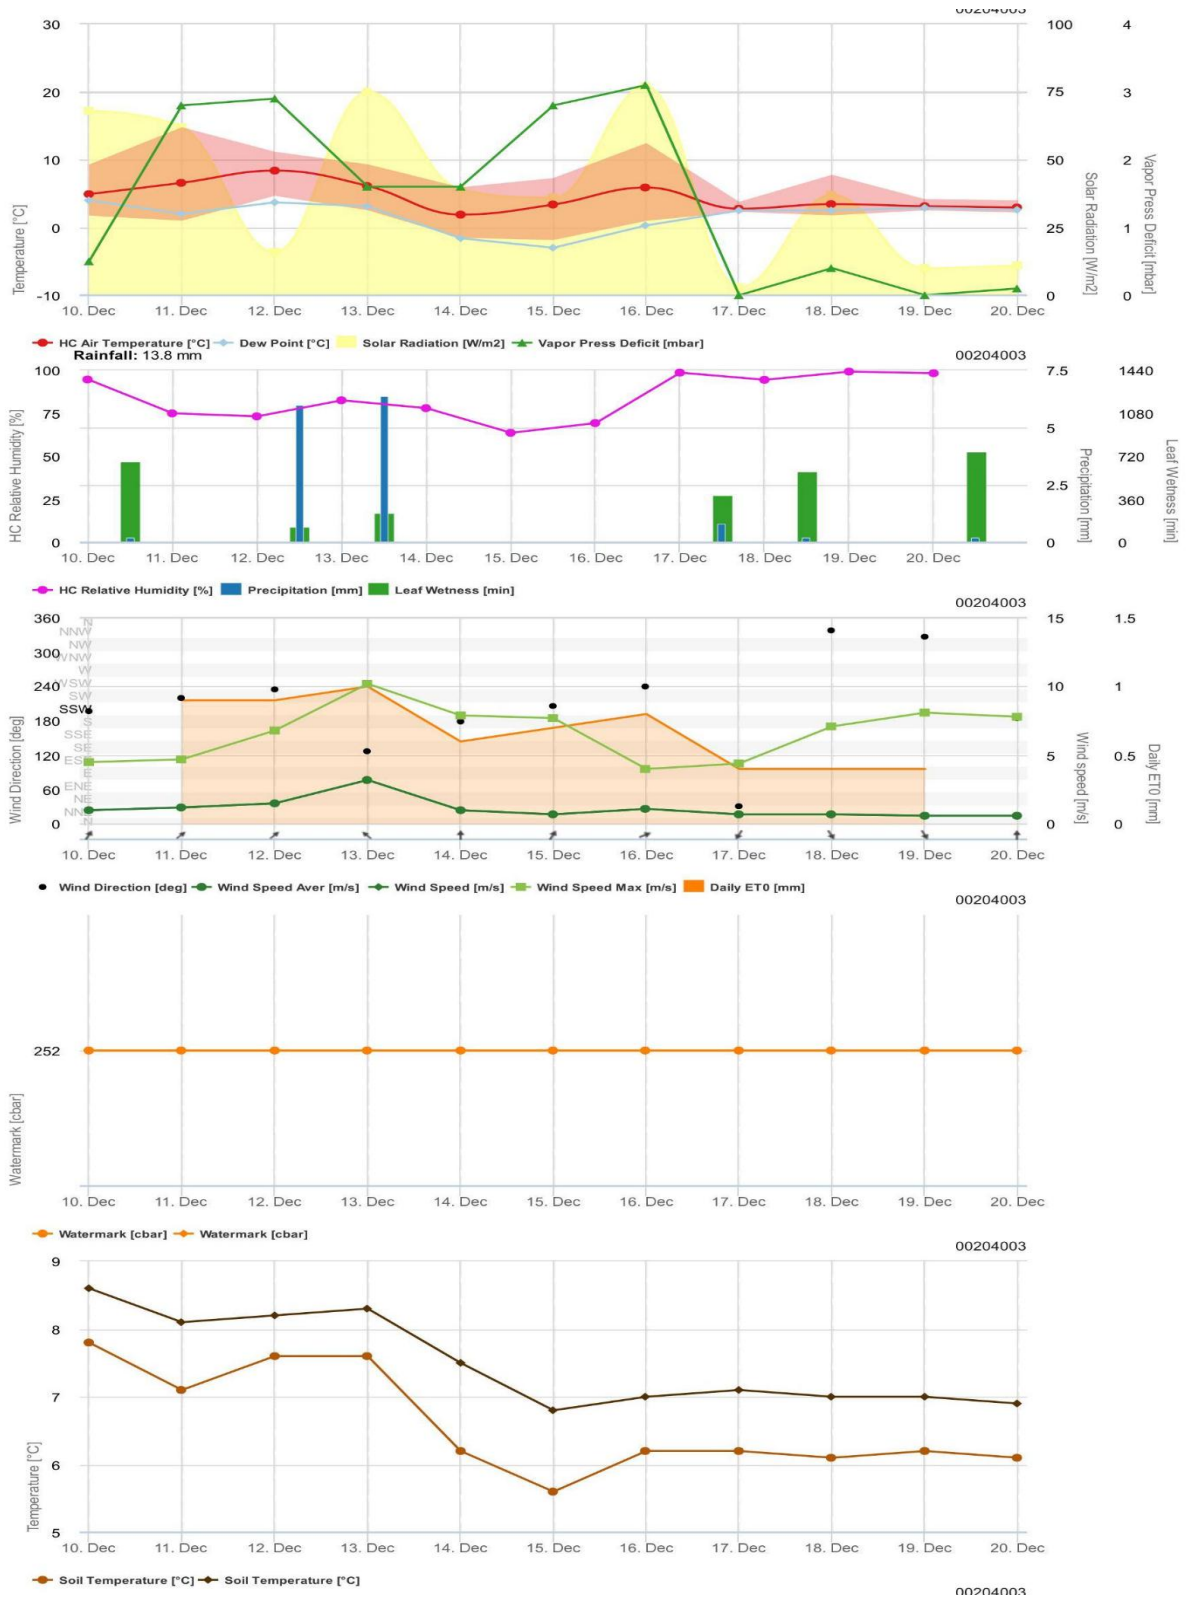 00204003
30 100 4
20 75 3
10 50 2
0 25 1
-10 0 0
Temperature [°C]
Solar Radiation [W/m2]
Vapor Press Deficit [mbar]
10. Dec 11. Dec 12. Dec 13. Dec 14. Dec 15. Dec 16. Dec 17. Dec 18. Dec 19. Dec 20. Dec
HC Air Temperature [°C] Dew Point [°C] Solar Radiation [W/m2] Vapor Press Deficit [mbar]
Rainfall: 13.8 mm 00204003
100 7.5 1440
75 5 1080
50 720
25 2.5 360
0 0 0
HC Relative Humidity [%]
Precipitation [mm]
Leaf Wetness [min]
10. Dec 11. Dec 12. Dec 13. Dec 14. Dec 15. Dec 16. Dec 17. Dec 18. Dec 19. Dec 20. Dec
HC Relative Humidity [%] Precipitation [mm] Leaf Wetness [min]
00204003
360 N 15 1.5
NNW
NW
300 WNW
W
WSW
240 SW 10 1
SSW
180 S
SSE
SE
120 ESE 5 0.5
E
ENE
60 NE
NNE
0 N 0 0
Wind Direction [deg]
Wind speed [m/s]
Daily ET0 [mm]
10. Dec 11. Dec 12. Dec 13. Dec 14. Dec 15. Dec 16. Dec 17. Dec 18. Dec 19. Dec 20. Dec
Wind Direction [deg] Wind Speed Aver [m/s] Wind Speed [m/s] Wind Speed Max [m/s] Daily ET0 [mm]
00204003
252
Watermark [cbar]
10. Dec 11. Dec 12. Dec 13. Dec 14. Dec 15. Dec 16. Dec 17. Dec 18. Dec 19. Dec 20. Dec
Watermark [cbar] Watermark [cbar]
00204003
9
8
7
6
5
Temperature [°C]
10. Dec 11. Dec 12. Dec 13. Dec 14. Dec 15. Dec 16. Dec 17. Dec 18. Dec 19. Dec 20. Dec
Soil Temperature [°C] Soil Temperature [°C]
00204003